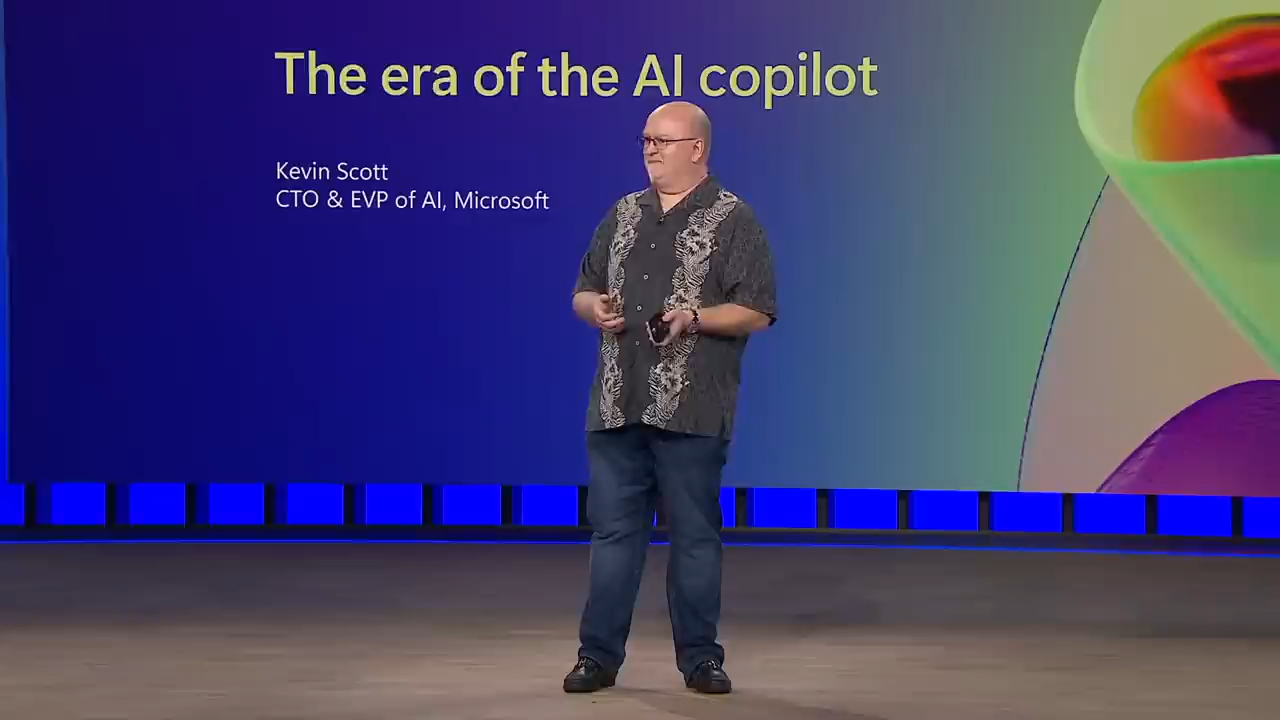 The era of the AI copilot
Kevin Scott
CTO & EVP of AI, Microsoft